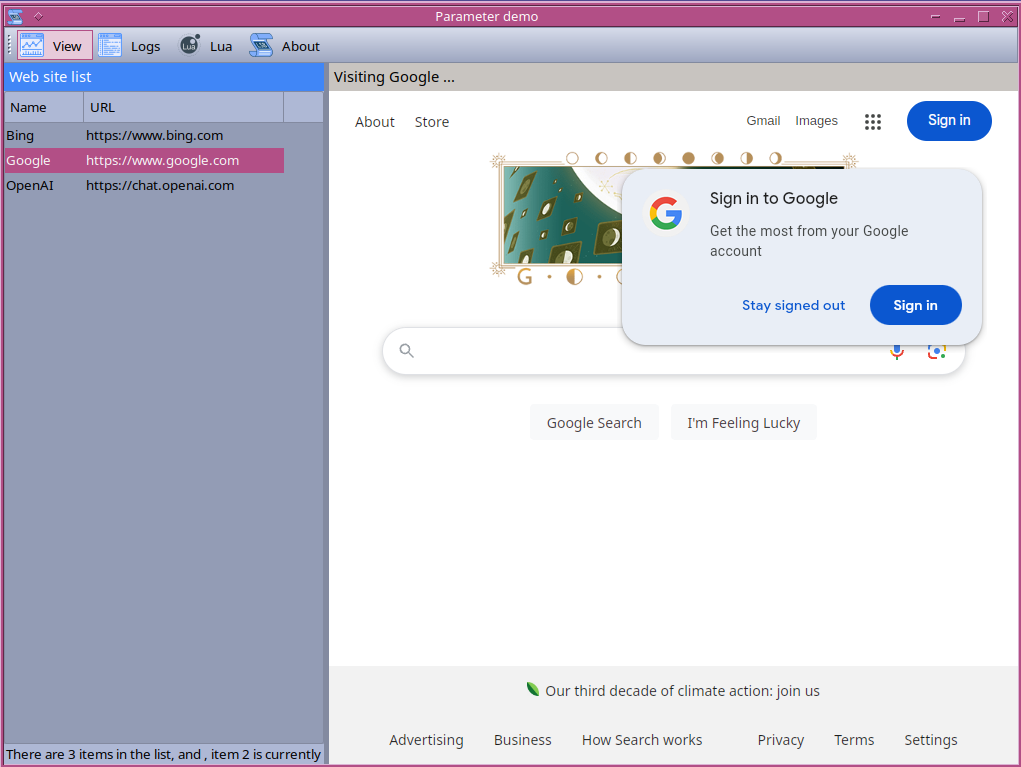 Parameter demo
View Logs Lua About
Web site list
Name URL
Bing https://www.bing.com
Google https://www.google.com
OpenAI https://chat.openai.com
There are 3 items in the list, and , item 2 is currently
Visiting Google ...
About Store Gmail Images Sign in
Sign in to Google
Get the most from your Google
account
Stay signed out Sign in
G
Google Search I'm Feeling Lucky
Our third decade of climate action: join us
Advertising Business How Search works Privacy Terms Settings